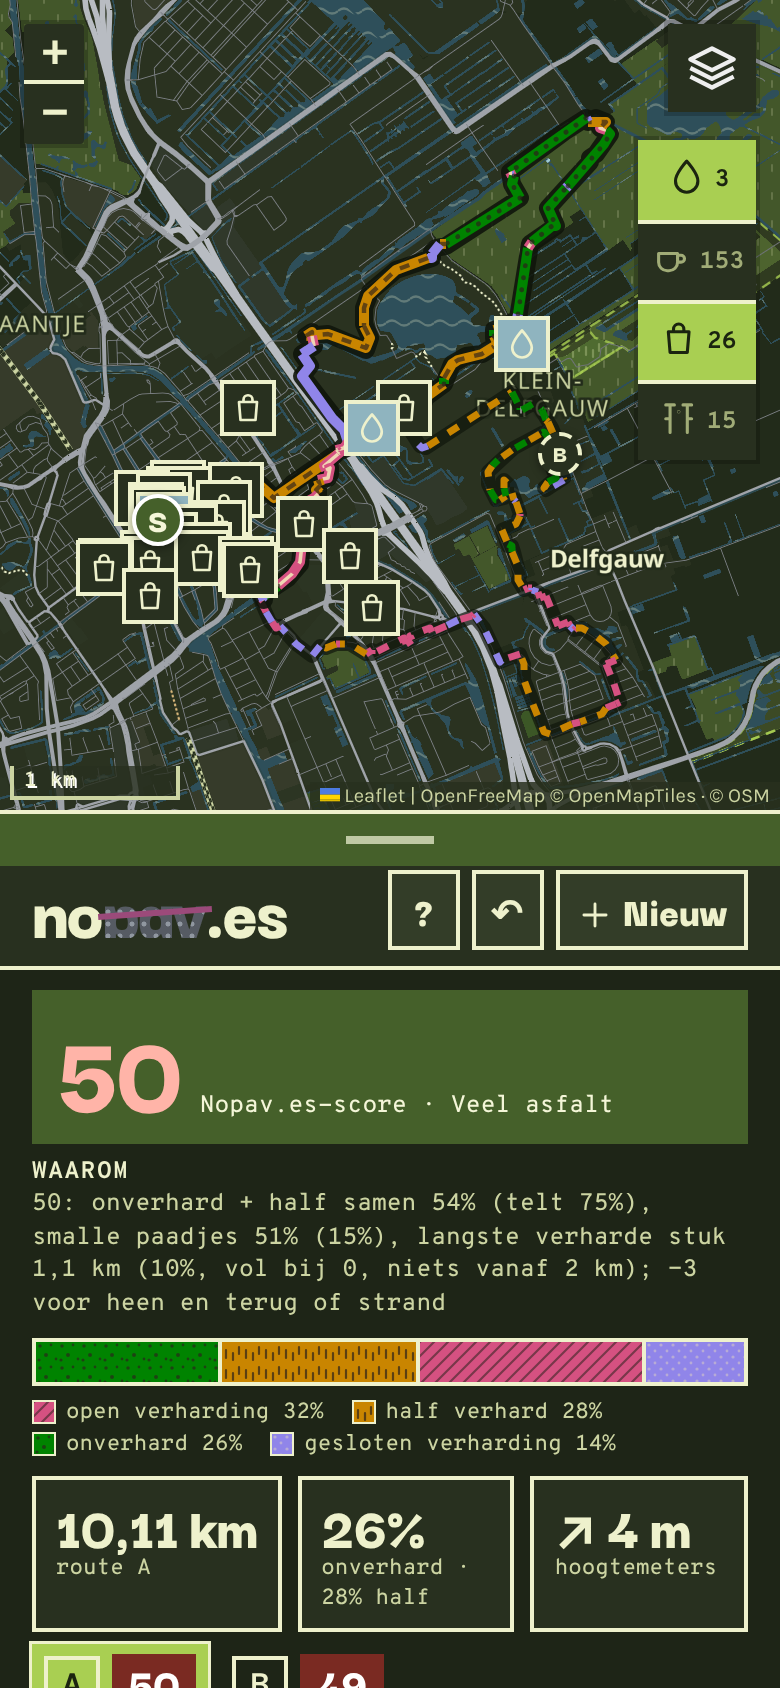 +
−
3
153
26
15
AANTJE
KLEIN-
DELFGAUW
B
S
Delfgauw
1 km
Leaflet | OpenFreeMap © OpenMapTiles · © OSM
nopav.es
?
↶
+ Nieuw
50 Nopav.es-score · Veel asfalt
WAAROM
50: onverhard + half samen 54% (telt 75%),
smalle paadjes 51% (15%), langste verharde stuk
1,1 km (10%, vol bij 0, niets vanaf 2 km); −3
voor heen en terug of strand
open verharding 32% half verhard 28%
onverhard 26% gesloten verharding 14%
10,11 km
route A
26%
onverhard ·
28% half
↗ 4 m
hoogtemeters
A 50 B 49